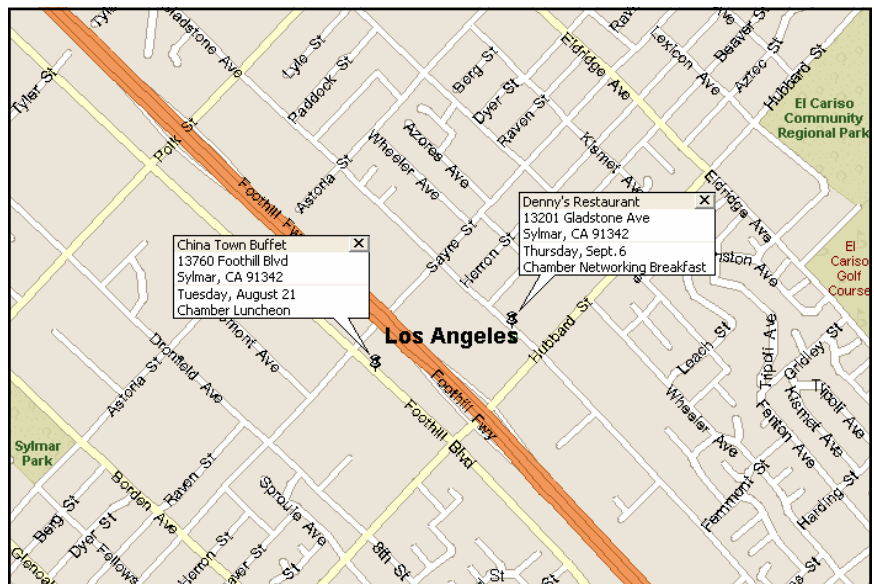 Tyler St
Gladstone Ave
Lyle St
Paddock St
Berg St
Dyer St
Raven St
Eldridge Ave
Lexicon Ave
Beaver St
Aztec St
Hubbard St
El Cariso
Community
Regional Park
Tyler St
Polk St
Foothill Fwy
Astoria St
Wheeler Ave
Azores Ave
Kismet Ave
Eldridge Ave
Sayre St
Herron St
Denny's Restaurant
13201 Gladstone Ave
Sylmar, CA 91342
Thursday, Sept. 6
Chamber Networking Breakfast
China Town Buffet
13760 Foothill Blvd
Sylmar, CA 91342
Tuesday, August 21
Chamber Luncheon
El
Cariso
Golf
Course
Los Angeles
Hubbard St
Leach St
Tripoli Ave
Gridley St
Tripoli Ave
Kismet Ave
Fenton Ave
Wheeler Ave
Fernmont St
Harding St
Dronfield Ave
Astoria St
Foothill Fwy
Foothill Blvd
Sylmar
Park
Borden Ave
Raven St
Sproule Ave
Berg St
Dyer St
Fellows
Herron St
St